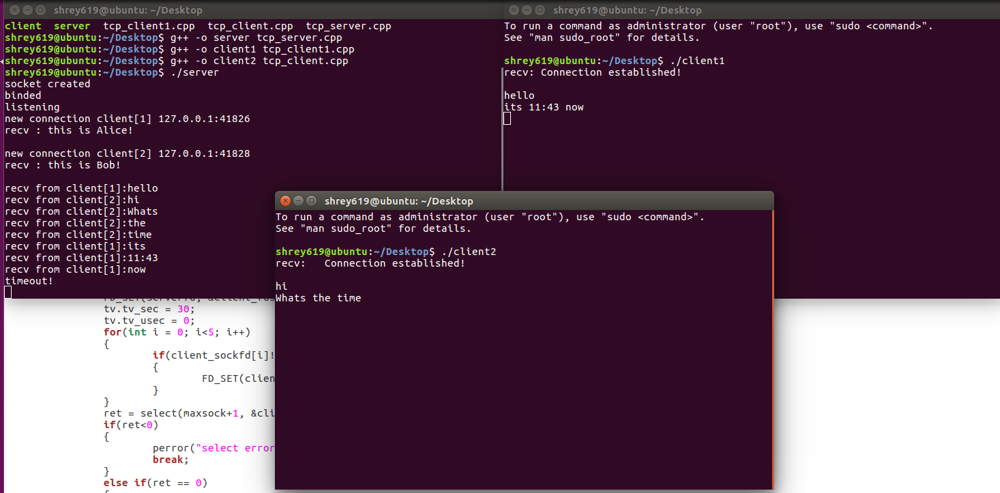 shrey619@ubuntu: ~/Desktop
client  server  tcp_client1.cpp  tcp_client.cpp  tcp_server.cpp
shrey619@ubuntu:~/Desktop$ g++ -o server tcp_server.cpp
shrey619@ubuntu:~/Desktop$ g++ -o client1 tcp_client1.cpp
shrey619@ubuntu:~/Desktop$ g++ -o client2 tcp_client.cpp
shrey619@ubuntu:~/Desktop$ ./server
socket created
binded
listening
new connection client[1] 127.0.0.1:41826
recv : this is Alice!
new connection client[2] 127.0.0.1:41828
recv : this is Bob!
recv from client[1]:hello
recv from client[2]:hi
recv from client[2]:Whats
recv from client[2]:the
recv from client[2]:time
recv from client[1]:its
recv from client[1]:11:43
recv from client[1]:now
timeout!
shrey619@ubuntu: ~/Desktop
To run a command as administrator (user "root"), use "sudo <command>".
See "man sudo_root" for details.
shrey619@ubuntu:~/Desktop$ ./client1
recv: Connection established!
hello
its 11:43 now
shrey619@ubuntu: ~/Desktop
To run a command as administrator (user "root"), use "sudo <command>".
See "man sudo_root" for details.
shrey619@ubuntu:~/Desktop$ ./client2
recv:   Connection established!
hi
Whats the time
tv.tv_sec = 30;
tv.tv_usec = 0;
for(int i = 0; i<5; i++)
{
if(client_sockfd[i]!
{
FD_SET(clien
}
}
ret = select(maxsock+1, &cli
if(ret<0)
{
perror("select error
break;
}
else if(ret == 0)